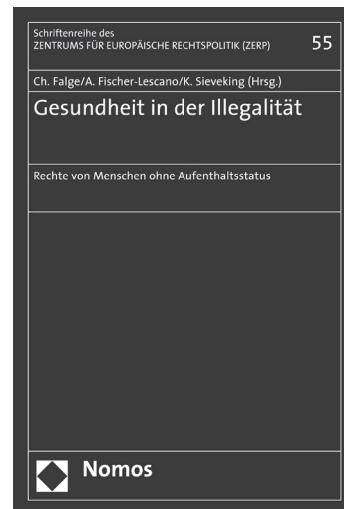 Schriftenreihe des
ZENTRUMS FÜR EUROPÄISCHE RECHTSPOLITIK (ZERP) 55
Ch. Falge/A. Fischer-Lescano/K. Sieveking (Hrsg.)
Gesundheit in der Illegalität
Rechte von Menschen ohne Aufenthaltsstatus
Nomos